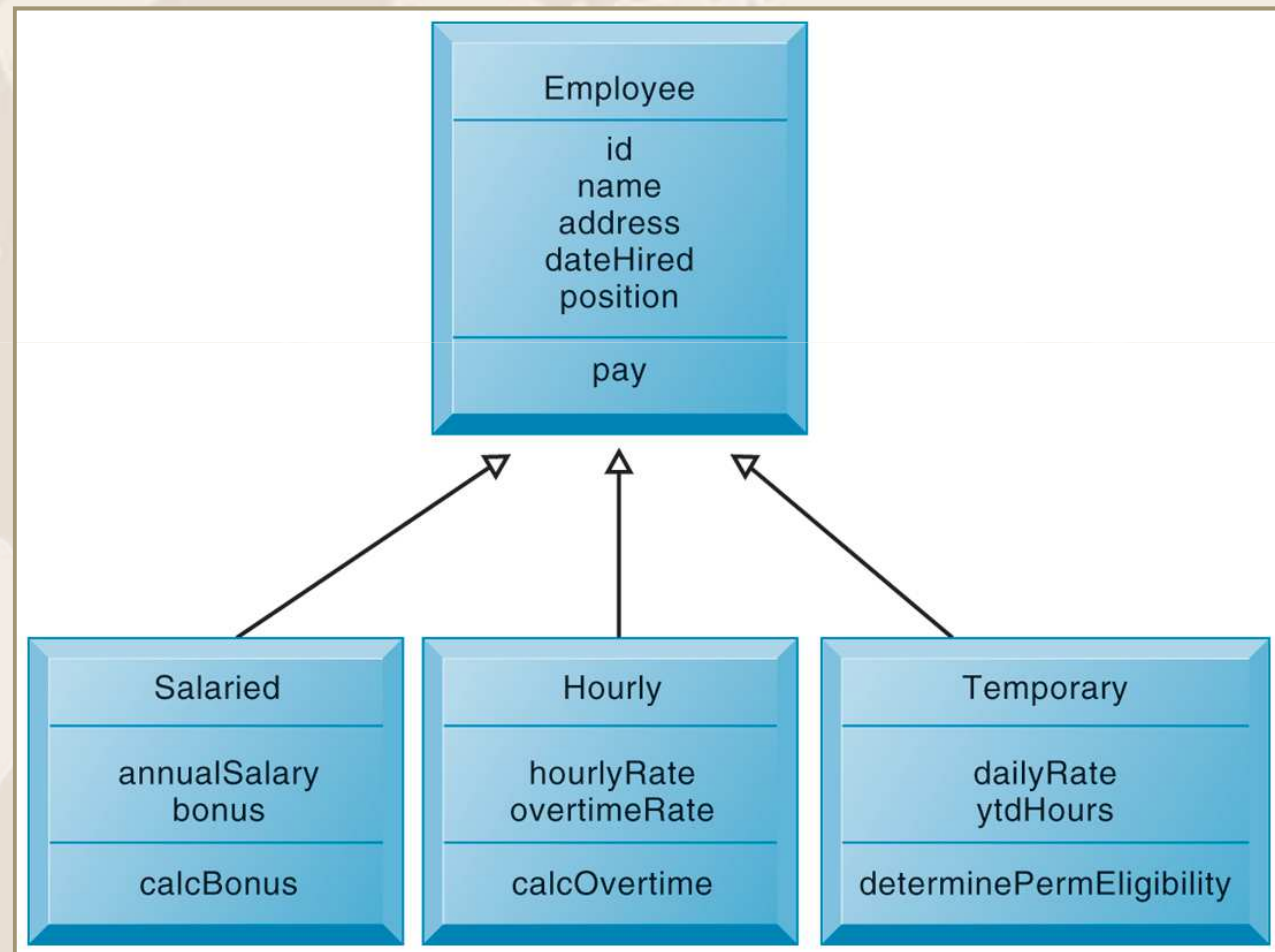 Employee
id
name
address
dateHired
position
pay
Salaried
annualSalary
bonus
calcBonus
Hourly
hourlyRate
overtimeRate
calcOvertime
Temporary
dailyRate
ytdHours
determinePermEligibility